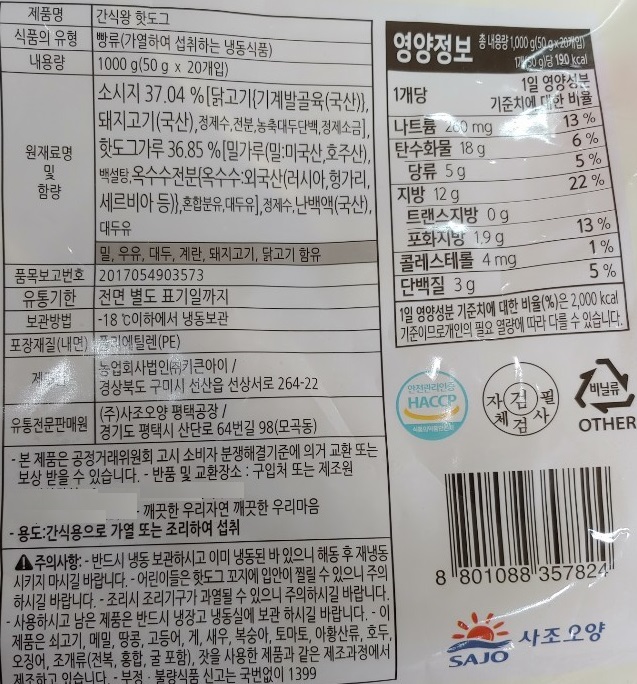 제품명 간식왕 핫도그
식품의 유형 빵류(가열하여 섭취하는 냉동식품)
내용량 1000 g(50 g x 20개입)
원재료명 및 함량
소시지 37.04 %[닭고기{기계발골육(국산)},
돼지고기(국산),정제수,전분,농축대두단백,정제소금],
핫도그가루 36.85 %[밀가루(밀:미국산,호주산),
백설탕,옥수수전분{옥수수:외국산(러시아,헝가리,
세르비아 등)},혼합분유,대두유],정제수,난백액(국산),
대두유
밀, 우유, 대두, 계란, 돼지고기, 닭고기 함유
품목보고번호 2017054903573
유통기한 전면 별도 표기일까지
보관방법 -18 ℃이하에서 냉동보관
포장재질(내면) 폴리에틸렌(PE)
농업회사법인㈜키큰아이 /
경상북도 구미시 선산읍 선상서로 264-22
유통전문판매원 (주)사조오양 평택공장 /
경기도 평택시 산단로 64번길 98(모곡동)
- 본 제품은 공정거래위원회 고시 소비자 분쟁해결기준에 의거 교환 또는
보상 받을 수 있습니다. - 반품 및 교환장소 : 구입처 또는 제조원
- 깨끗한 우리자연 깨끗한 우리마음
- 용도:간식용으로 가열 또는 조리하여 섭취
주의사항: - 반드시 냉동 보관하시고 이미 냉동된 바 있으니 해동 후 재냉동
시키지 마시길 바랍니다. - 어린이들은 핫도그 꼬지에 입안이 찔릴 수 있으니 주의
하시길 바랍니다. - 조리시 조리기구가 과열될 수 있으니 주의하시길 바랍니다.
- 사용하시고 남은 제품은 반드시 냉장고 냉동실에 보관 하시길 바랍니다. - 이
제품은 쇠고기, 메밀, 땅콩, 고등어, 게, 새우, 복숭아, 토마토, 아황산류, 호두,
오징어, 조개류(전복, 홍합, 굴 포함), 잣을 사용한 제품과 같은 제조과정에서
제조하고 있습니다. - 부정 · 불량식품 신고는 국번없이 1399
영양정보
총 내용량 1,000 g(50 g x 20개입)
1개(50 g)당 190 kcal
1개당
1일 영양성분
기준치에 대한 비율
나트륨 260 mg 13 %
탄수화물 18 g 6 %
당류 5 g 5 %
지방 12 g 22 %
트랜스지방 0 g
포화지방 1.9 g 13 %
콜레스테롤 4 mg 1 %
단백질 3 g 5 %
1일 영양성분 기준치에 대한 비율(%)은 2,000 kcal
기준이므로 개인의 필요 열량에 따라 다를 수 있습니다.
안전관리인증
HACCP
식품의약품안전처
자체검검필사
비닐류
OTHER
8 801088 357824
SAJO 사조오양